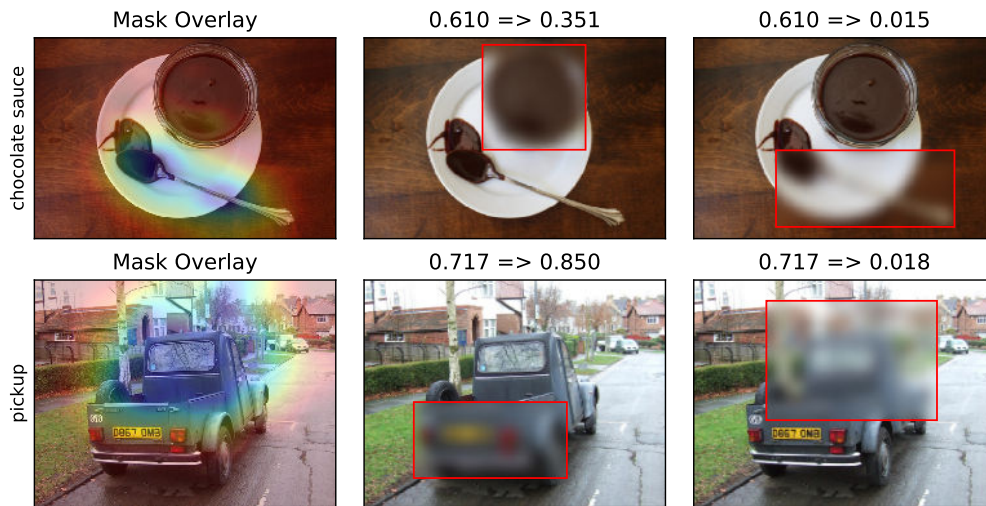 Mask Overlay
0.610 => 0.351
0.610 => 0.015
chocolate sauce
Mask Overlay
0.717 => 0.850
0.717 => 0.018
pickup
D867 OMB
D867 OMB